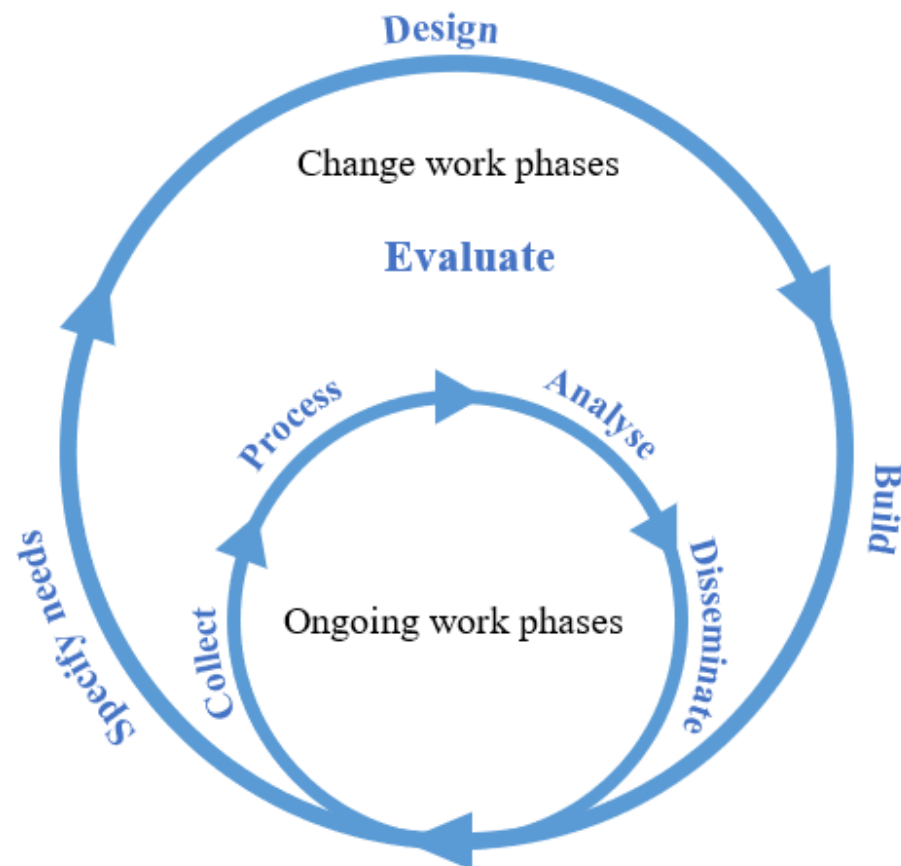 Design
Change work phases
Evaluate
Process
Analyse
Build
Specify needs
Collect
Ongoing work phases
Disseminate